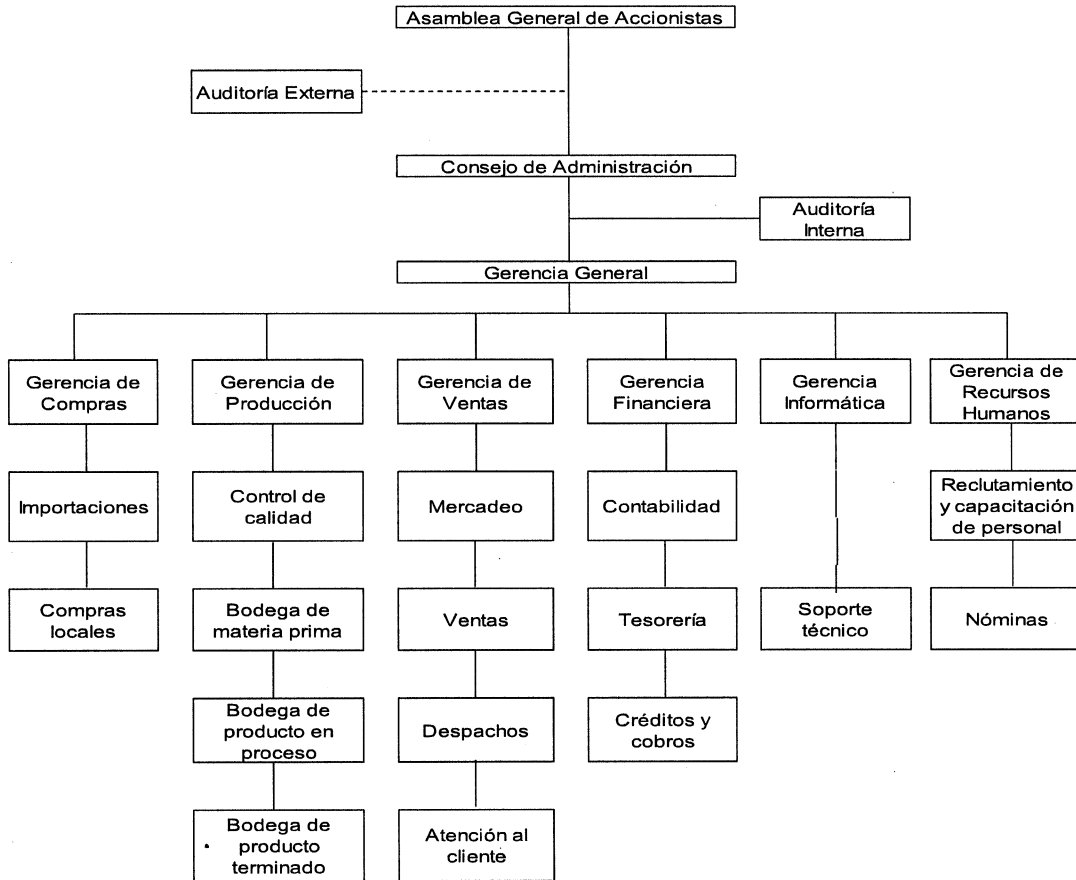 Asamblea General de Accionistas
Auditoría Externa
Consejo de Administración
Auditoría
Interna
Gerencia General
Gerencia de
Compras
Gerencia de
Producción
Gerencia de
Ventas
Gerencia
Financiera
Gerencia
Informática
Gerencia de
Recursos
Humanos
Importaciones
Control de
calidad
Mercadeo
Contabilidad
Reclutamiento
y capacitación
de personal
Compras
locales
Bodega de
materia prima
Ventas
Tesorería
Soporte
técnico
Nóminas
Bodega de
producto en
proceso
Despachos
Créditos y
cobros
Bodega de
producto
terminado
Atención al
cliente